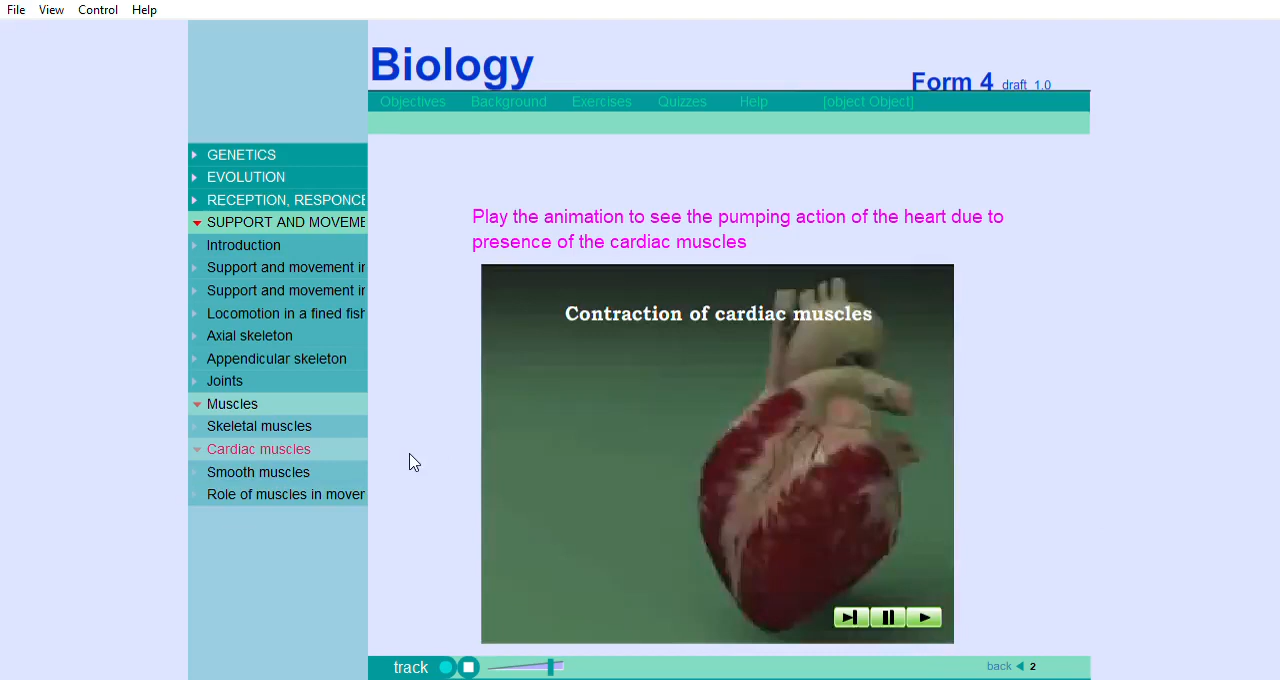 File View Control Help
Biology
Form 4 draft 1.0
Objectives Background Exercises Quizzes Help [object Object]
GENETICS
EVOLUTION
RECEPTION, RESPONCE
SUPPORT AND MOVEME
Introduction
Support and movement in
Support and movement in
Locomotion in a fined fish
Axial skeleton
Appendicular skeleton
Joints
Muscles
Skeletal muscles
Cardiac muscles
Smooth muscles
Role of muscles in mover
Play the animation to see the pumping action of the heart due to
presence of the cardiac muscles
Contraction of cardiac muscles
track
back 2